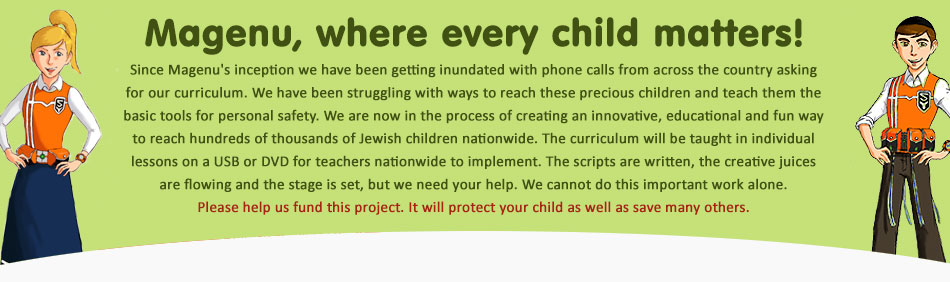 Magenu, where every child matters!
Since Magenu's inception we have been getting inundated with phone calls from across the country asking
for our curriculum. We have been struggling with ways to reach these precious children and teach them the
basic tools for personal safety. We are now in the process of creating an innovative, educational and fun way
to reach hundreds of thousands of Jewish children nationwide. The curriculum will be taught in individual
lessons on a USB or DVD for teachers nationwide to implement. The scripts are written, the creative juices
are flowing and the stage is set, but we need your help. We cannot do this important work alone.
Please help us fund this project. It will protect your child as well as save many others.